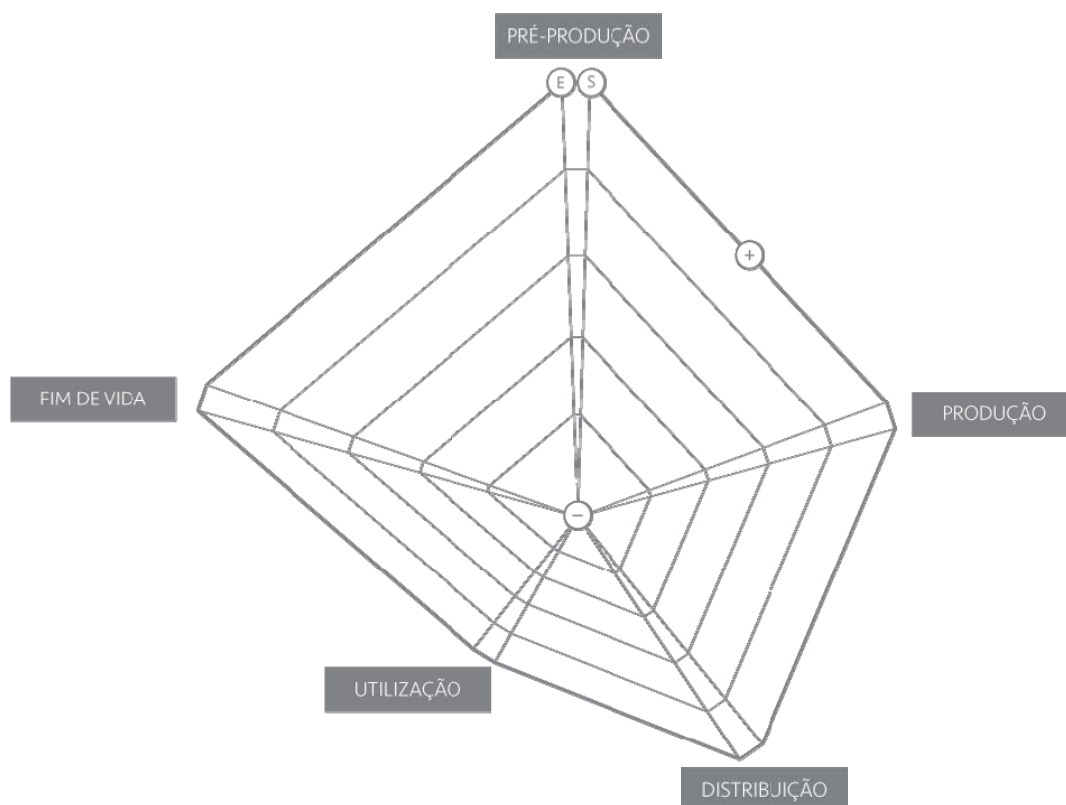 PRÉ-PRODUÇÃO
E S
+
FIM DE VIDA
PRODUÇÃO
−
UTILIZAÇÃO
DISTRIBUIÇÃO